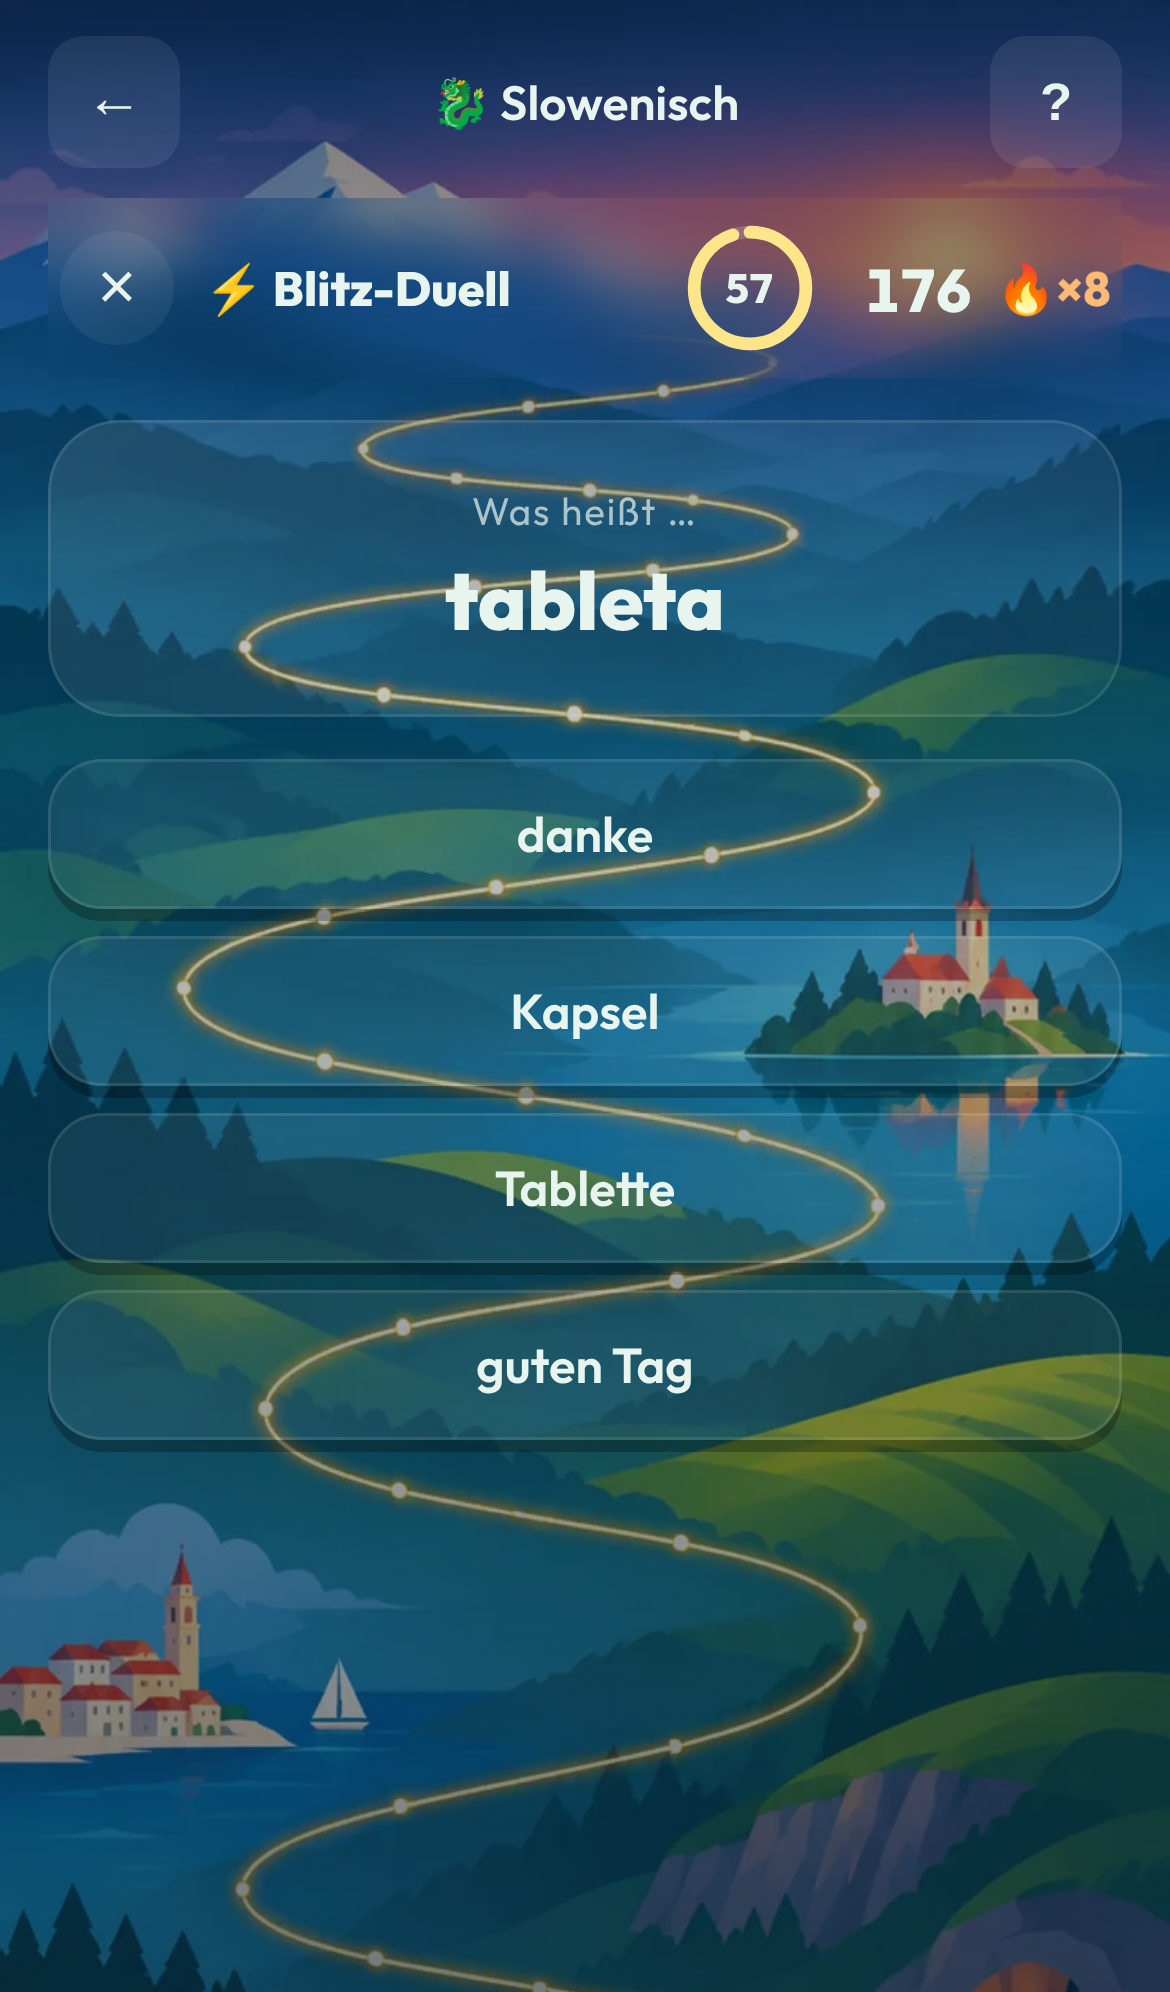 ←
🐉 Slowenisch
?
✕ ⚡ Blitz-Duell 57 176 🔥×8
Was heißt ...
tableta
danke
Kapsel
Tablette
guten Tag